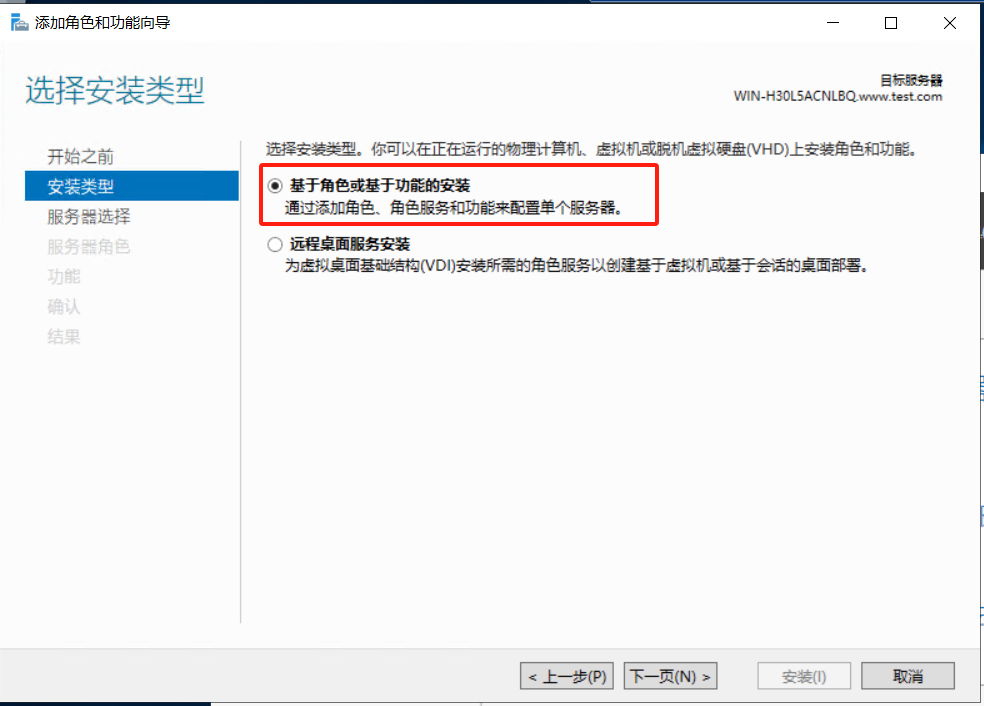 添加角色和功能向导
选择安装类型
目标服务器
WIN-H30L5ACNLBQ.www.test.com
开始之前
安装类型
服务器选择
服务器角色
功能
确认
结果
选择安装类型。你可以在正在运行的物理计算机、虚拟机或脱机虚拟硬盘(VHD)上安装角色和功能。
基于角色或基于功能的安装
通过添加角色、角色服务和功能来配置单个服务器。
远程桌面服务安装
为虚拟桌面基础结构(VDI)安装所需的角色服务以创建基于虚拟机或基于会话的桌面部署。
< 上一步(P)
下一页(N) >
安装(I)
取消